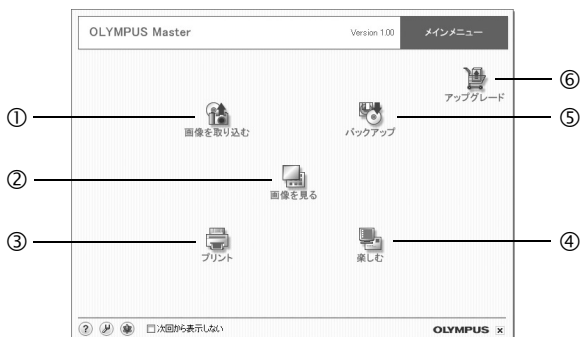 OLYMPUS Master
Version 1.00
メインメニュー
⑥
アップグレード
①
画像を取り込む
バックアップ
⑤
②
画像を見る
③
プリント
楽しむ
④
?
□次回から表示しない
OLYMPUS
x